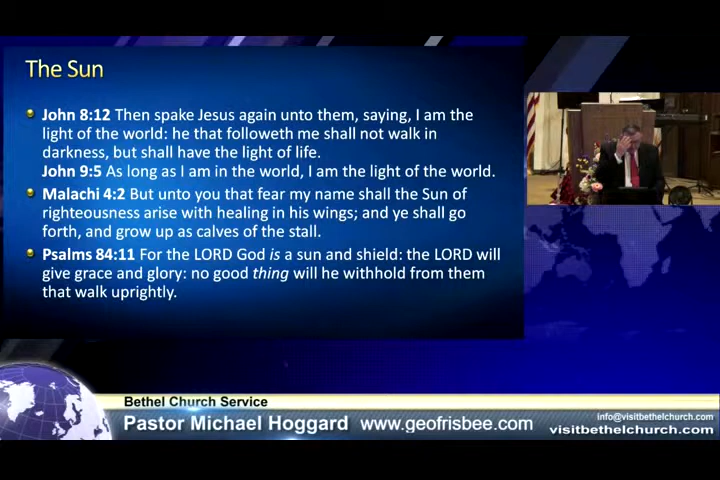 The Sun
John 8:12 Then spake Jesus again unto them, saying, I am the
light of the world: he that followeth me shall not walk in
darkness, but shall have the light of life.
John 9:5 As long as I am in the world, I am the light of the world.
Malachi 4:2 But unto you that fear my name shall the Sun of
righteousness arise with healing in his wings; and ye shall go
forth, and grow up as calves of the stall.
Psalms 84:11 For the LORD God is a sun and shield: the LORD will
give grace and glory: no good thing will he withhold from them
that walk uprightly.
Bethel Church Service
Pastor Michael Hoggard www.geofrisbee.com
info@visitbethelchurch.com
visitbethelchurch.com